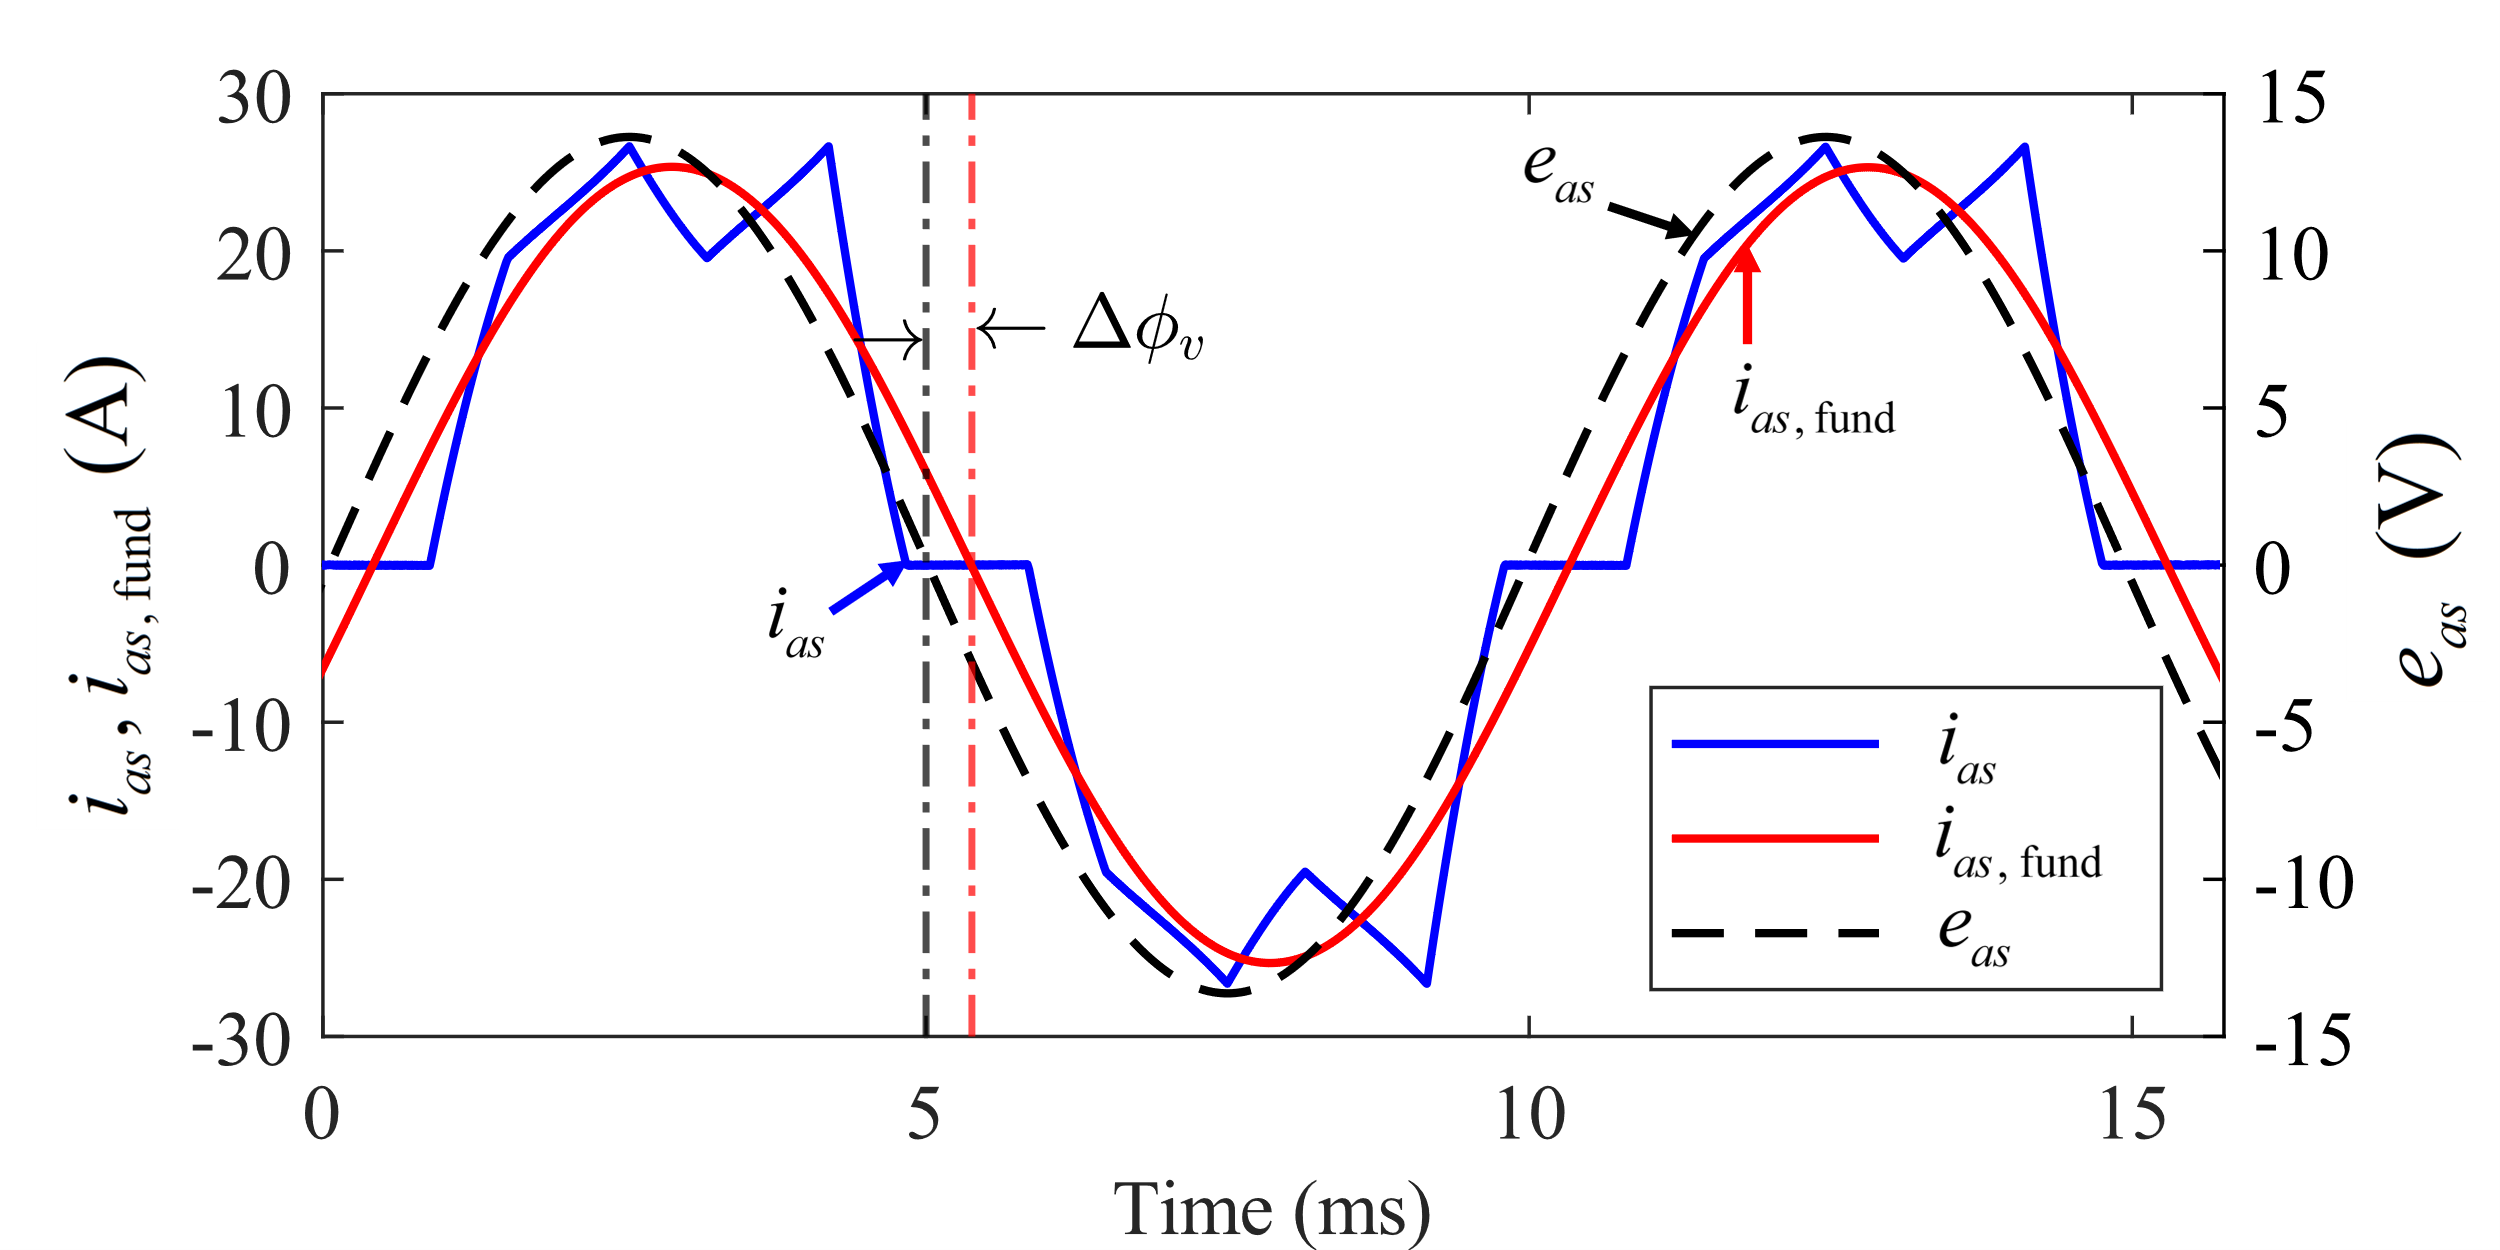 30
20
10
0
-10
-20
-30
i_as, i_as, fund (A)
15
10
5
0
-5
-10
-15
e_as (V)
e_as
Δϕ_v
i_as, fund
i_as
i_as
i_as, fund
e_as
0 5 10 15
Time (ms)